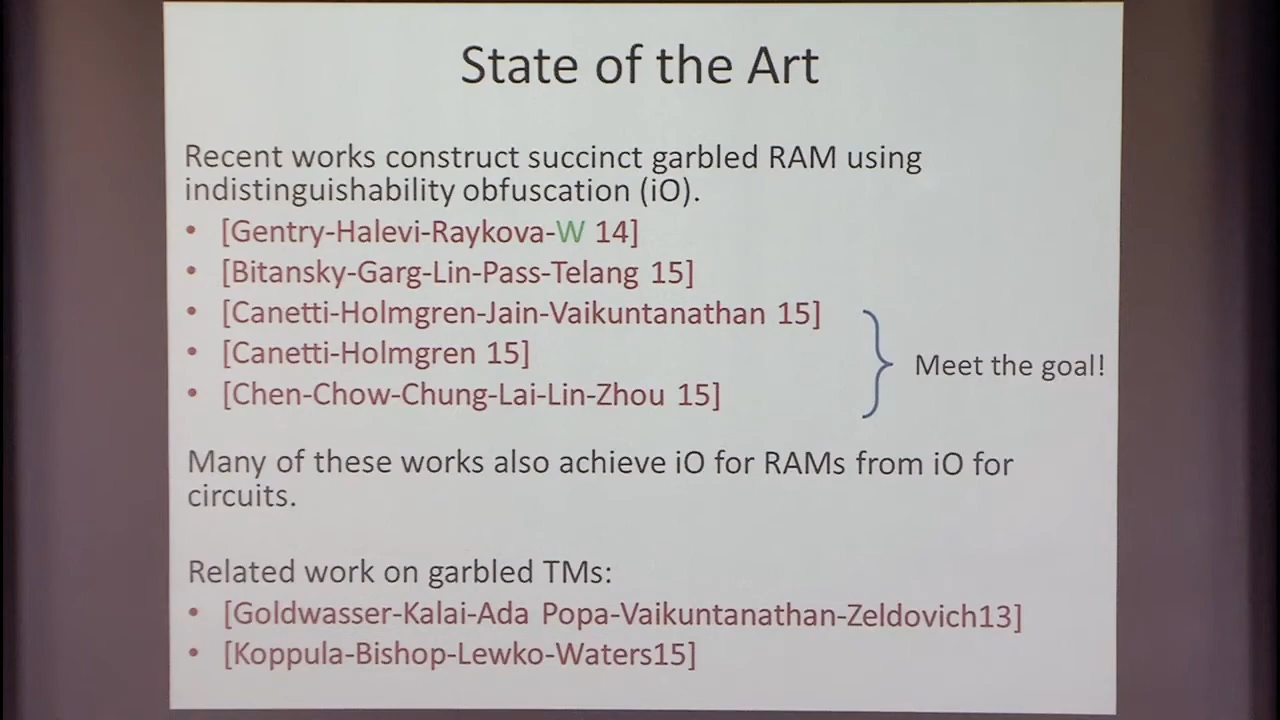 State of the Art
Recent works construct succinct garbled RAM using
indistinguishability obfuscation (iO).
• [Gentry-Halevi-Raykova-W 14]
• [Bitansky-Garg-Lin-Pass-Telang 15]
• [Canetti-Holmgren-Jain-Vaikuntanathan 15]
• [Canetti-Holmgren 15]
Meet the goal!
• [Chen-Chow-Chung-Lai-Lin-Zhou 15]
Many of these works also achieve iO for RAMs from iO for
circuits.
Related work on garbled TMs:
• [Goldwasser-Kalai-Ada Popa-Vaikuntanathan-Zeldovich13]
• [Koppula-Bishop-Lewko-Waters15]